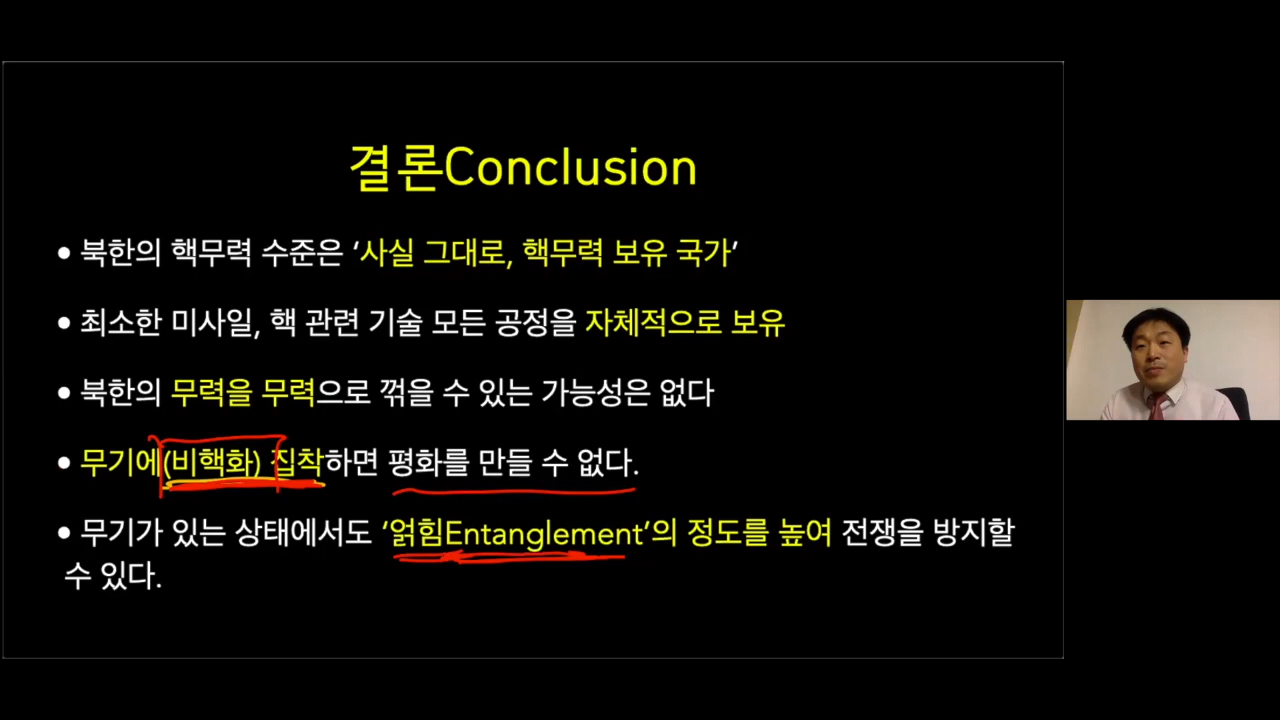 결론Conclusion
• 북한의 핵무력 수준은 ‘사실 그대로, 핵무력 보유 국가’
• 최소한 미사일, 핵 관련 기술 모든 공정을 자체적으로 보유
• 북한의 무력을 무력으로 꺾을 수 있는 가능성은 없다
• 무기에(비핵화) 집착하면 평화를 만들 수 없다.
• 무기가 있는 상태에서도 ‘얽힘Entanglement’의 정도를 높여 전쟁을 방지할
수 있다.